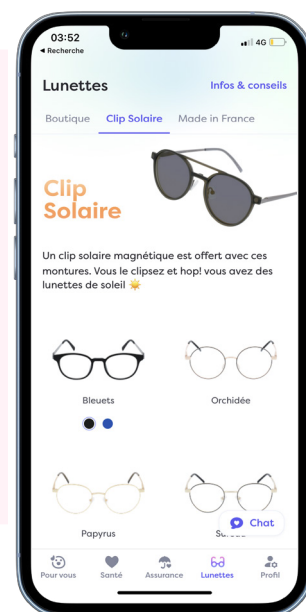 03:52
4G
◀ Recherche
Lunettes
Infos & conseils
Boutique
Clip Solaire
Made in France
Clip
Solaire
Un clip solaire magnétique est offert avec ces
montures. Vous le clipsez et hop! vous avez des
lunettes de soleil ☀️
Bleuets
Orchidée
Papyrus
Chat
Pour vous
Santé
Assurance
Lunettes
Profil